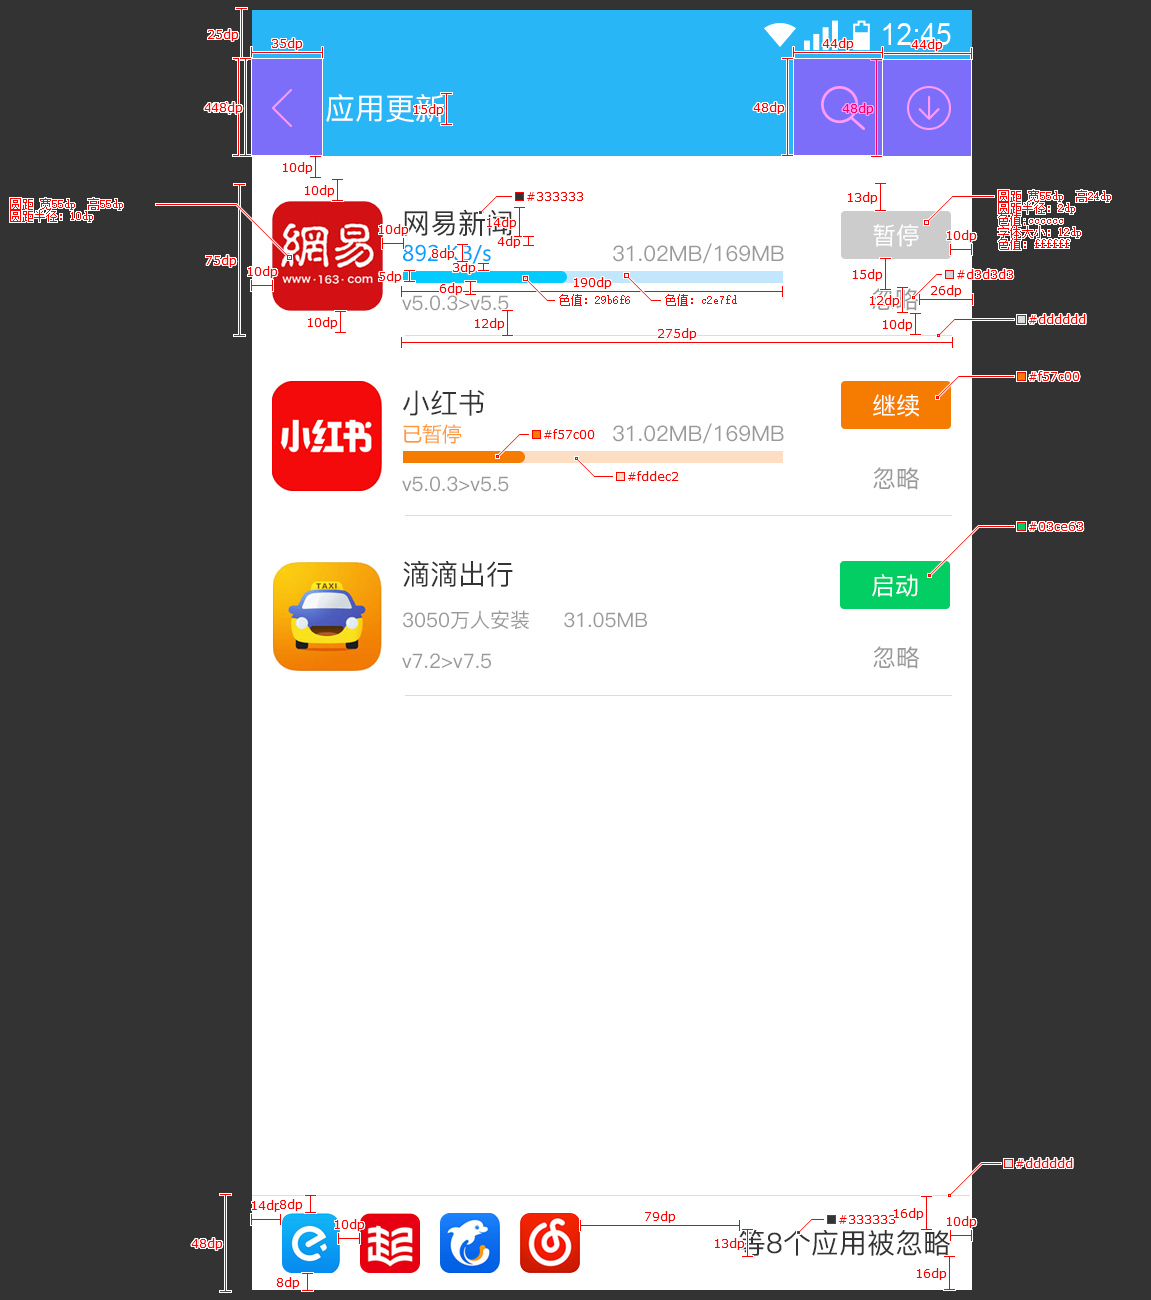 25dp
12:45
35dp
44dp
44dp
448dp
应用更新
15dp
48dp
48dp
10dp
10dp
#333333
13dp
圆距 宽55dp 高55dp
圆距半径：10dp
圆距 宽55dp 高24dp
圆距半径：2dp
色值：cccccc
字体大小：12dp
色值：ffffff
網易
www·163·com
网易新闻
14dp
暂停
10dp
4dp
10dp
892 KB/s
8dp
31.02MB/169MB
75dp
10dp
5dp
3dp
190dp
15dp
#d3d3d3
6dp
色值：29b6f6
色值：c2e7fd
26dp
v5.0.3>v5.5
12dp
忽略
10dp
12dp
10dp
#dddddd
275dp
#f57c00
小红书
小红书
继续
已暂停
#f57c00
31.02MB/169MB
#fddec2
v5.0.3>v5.5
忽略
#03ce63
TAXI
滴滴出行
启动
3050万人安装 31.05MB
v7.2>v7.5
忽略
#dddddd
14dp
8dp
10dp
79dp
#333333
16dp
10dp
48dp
13dp
等8个应用被忽略
8dp
16dp